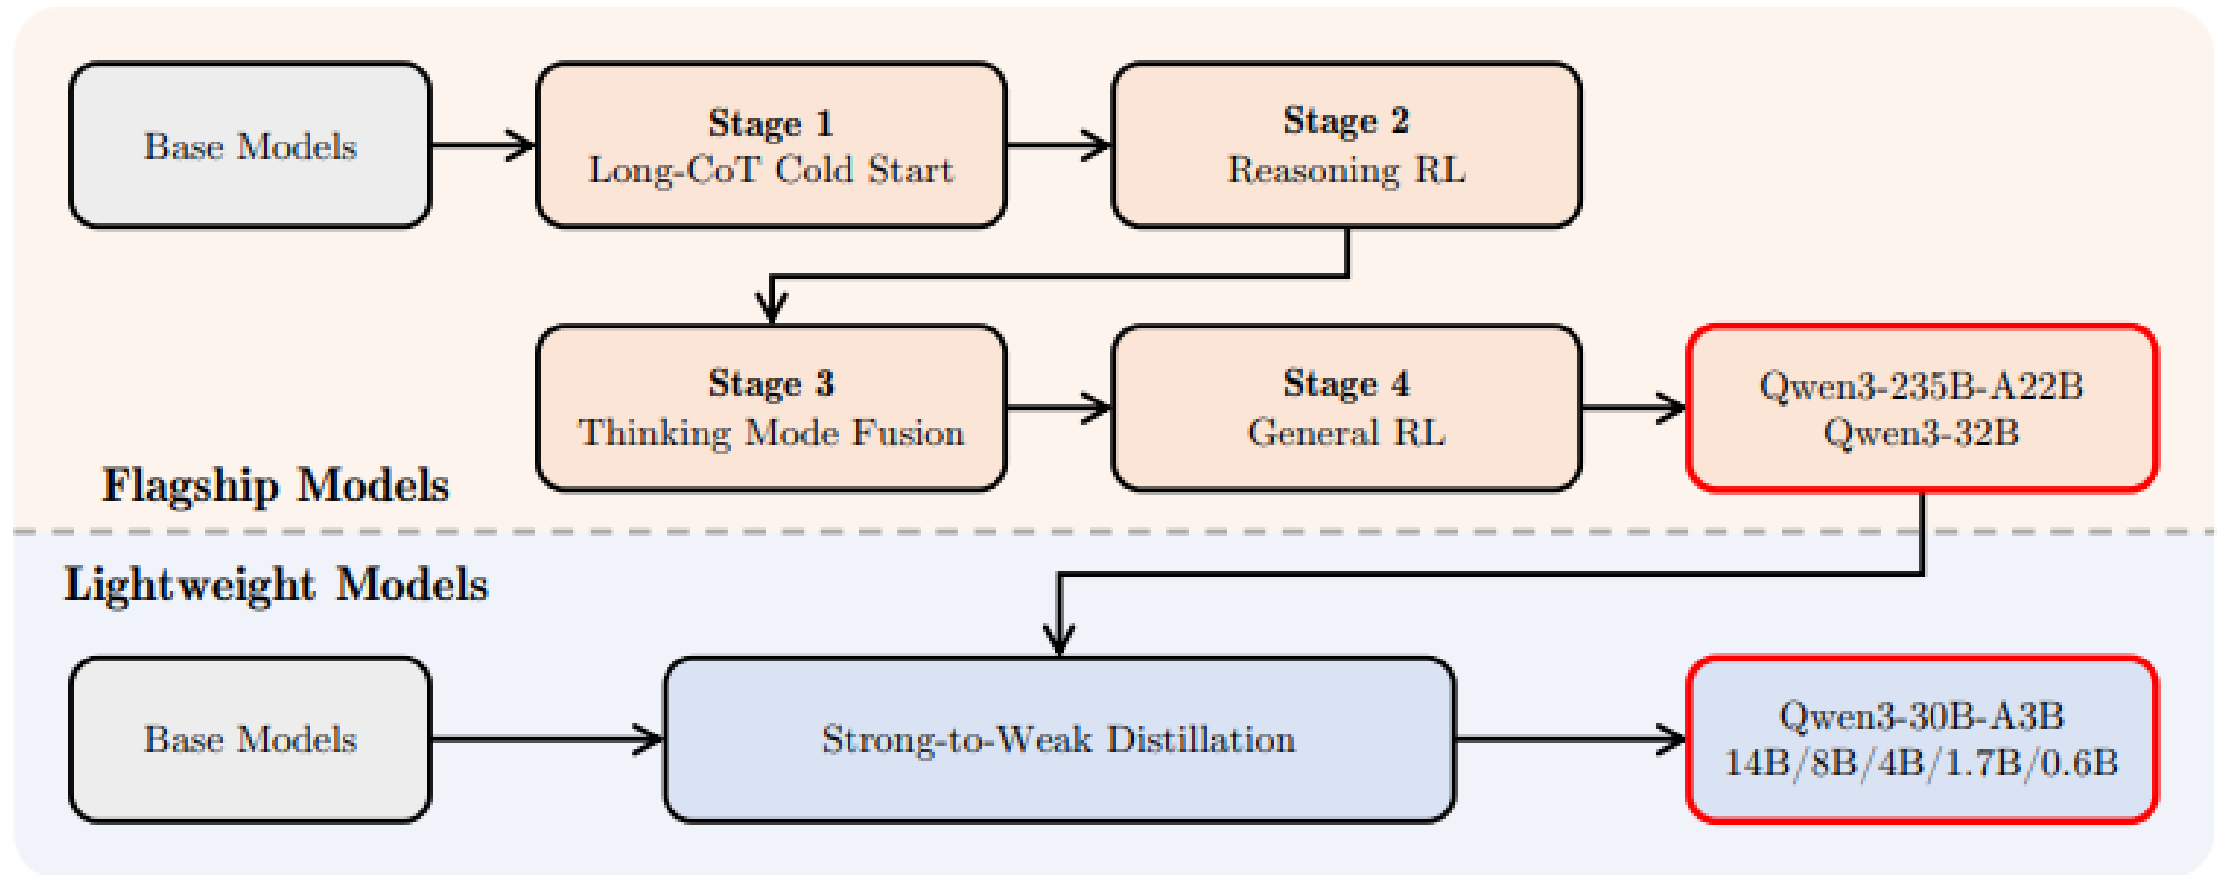 Base Models
Stage 1
Long-CoT Cold Start
Stage 2
Reasoning RL
Stage 3
Thinking Mode Fusion
Stage 4
General RL
Qwen3-235B-A22B
Qwen3-32B
Flagship Models
Lightweight Models
Base Models
Strong-to-Weak Distillation
Qwen3-30B-A3B
14B/8B/4B/1.7B/0.6B